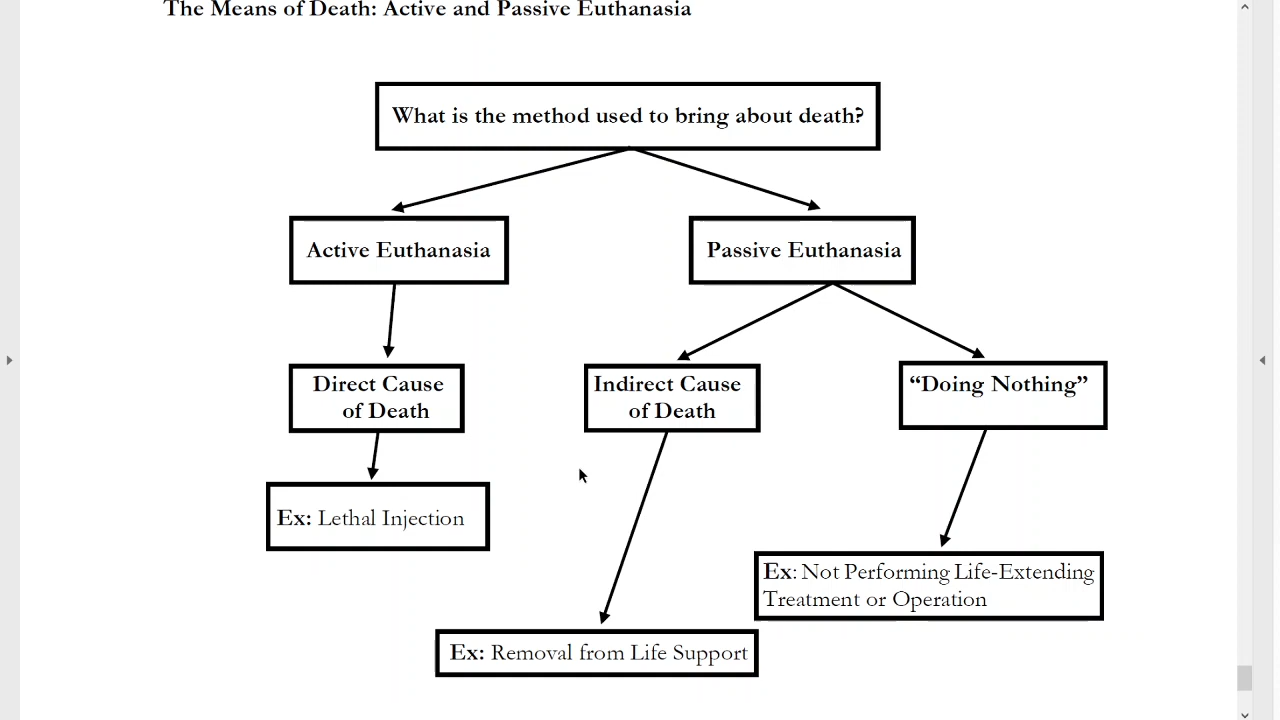 The Means of Death: Active and Passive Euthanasia
What is the method used to bring about death?
Active Euthanasia
Passive Euthanasia
Direct Cause
of Death
Indirect Cause
of Death
“Doing Nothing”
Ex: Lethal Injection
Ex: Not Performing Life-Extending
Treatment or Operation
Ex: Removal from Life Support